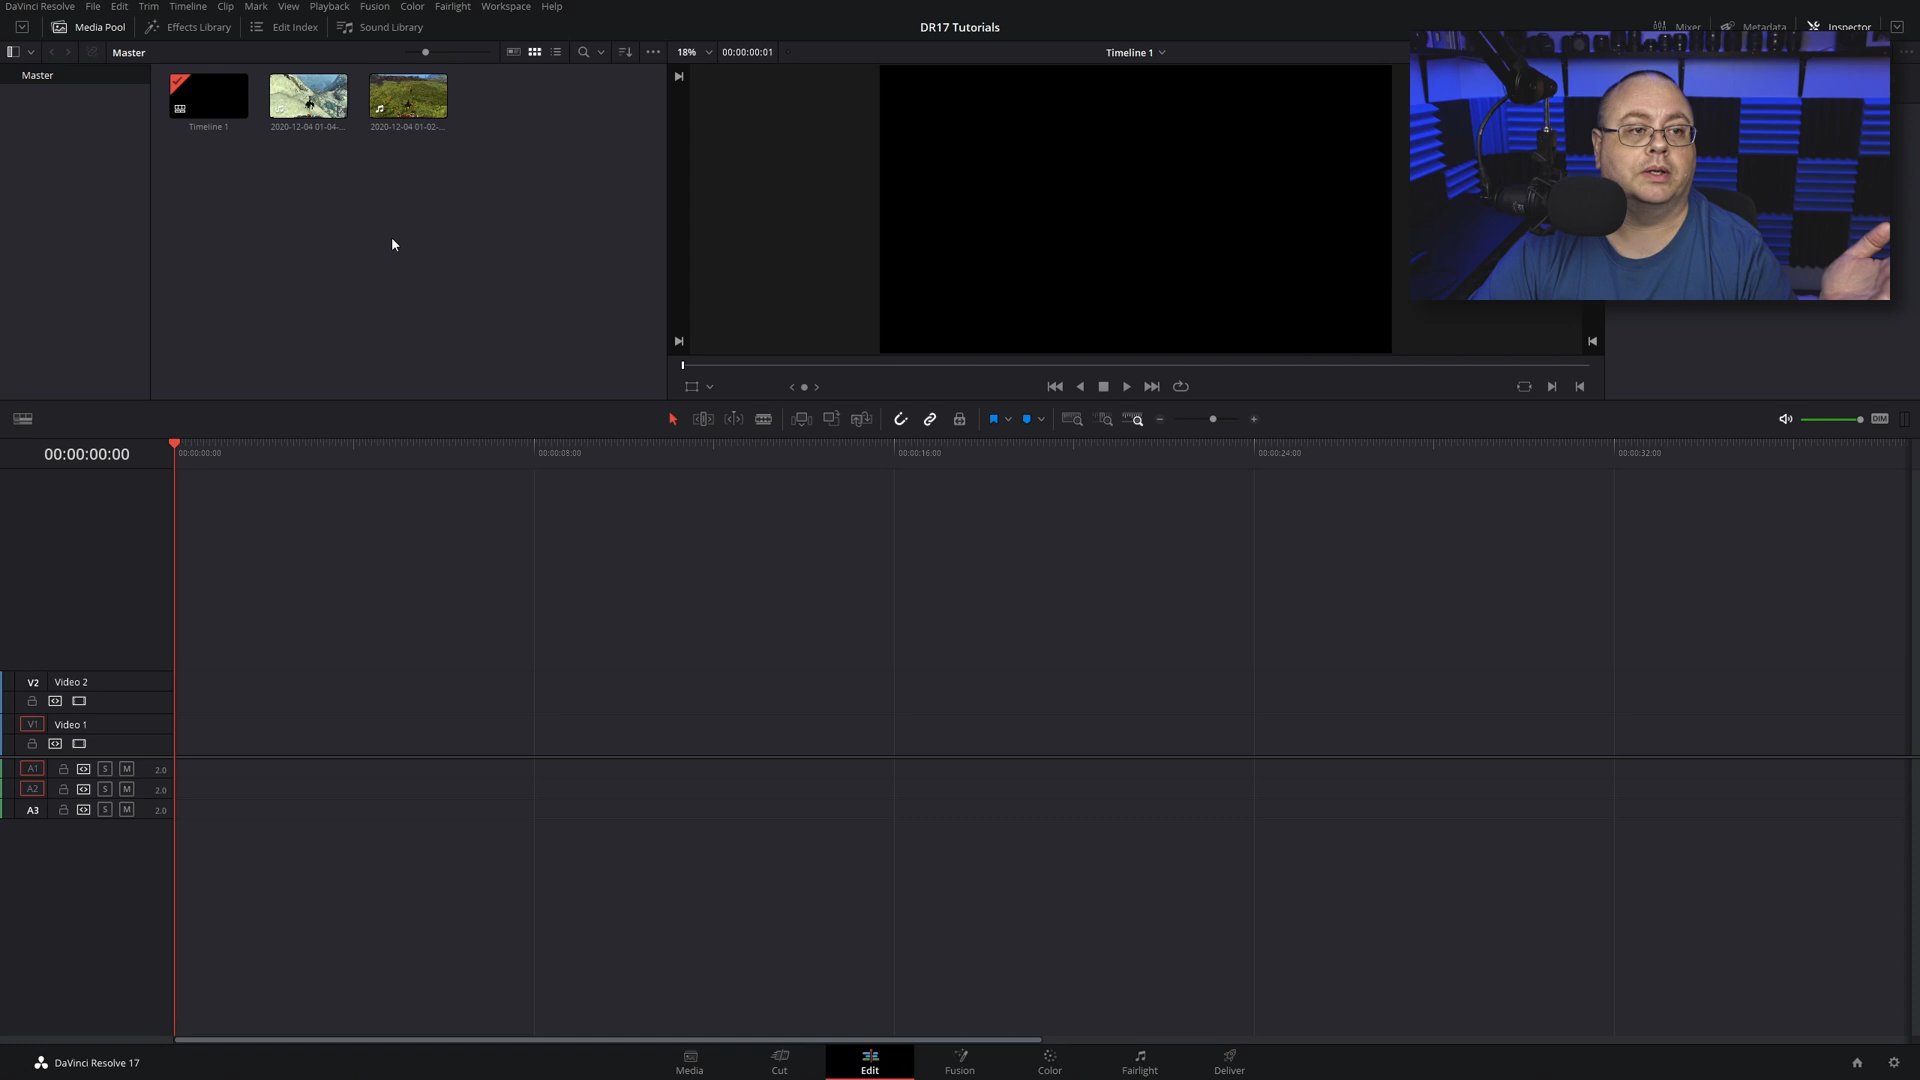 DaVinci Resolve File Edit Trim Timeline Clip Mark View Playback Fusion Color Fairlight Workspace Help
Media Pool Effects Library Edit Index Sound Library DR17 Tutorials Mixer Metadata Inspector
Master 18% 00:00:00:01 Timeline 1
Master
Timeline 1 2020-12-04 01-04-... 2020-12-04 01-02-...
DIM
00:00:00:00 00:00:00:00 00:00:08:00 00:00:16:00 00:00:24:00 00:00:32:00
V2 Video 2
V1 Video 1
A1 S M 2.0
A2 S M 2.0
A3 S M 2.0
DaVinci Resolve 17 Media Cut Edit Fusion Color Fairlight Deliver